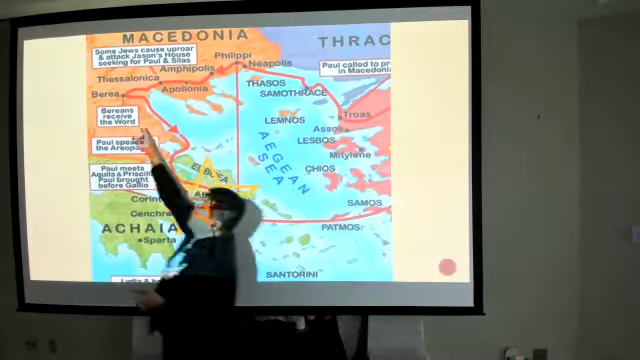 MACEDONIA
THRAC
Some Jews cause uproar
& attack Jason's House
seeking for Paul & Silas
Philippi
Neapolis
Amphipolis
Thessalonica
Apollonia
Berea
Paul called to pr
in Macedonia
THASOS
SAMOTHRACE
Troas
Assos
LEMNOS
LESBOS
Mitylene
Bereans
receive
the Word
Paul speaks
the Areopa
AEGEAN
SEA
CHIOS
Paul meets
Aquila & Priscill
Paul brought
before Gallio
Corint
Cenchre
SAMOS
ACHAIA
Sparta
PATMOS
SANTORINI